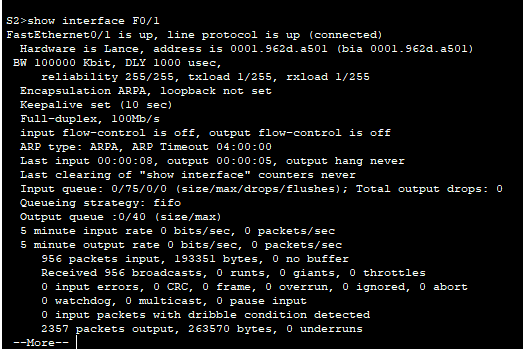 S2>show interface F0/1
FastEthernet0/1 is up, line protocol is up (connected)
Hardware is Lance, address is 0001.962d.a501 (bia 0001.962d.a501)
BW 100000 Kbit, DLY 1000 usec,
reliability 255/255, txload 1/255, rxload 1/255
Encapsulation ARPA, loopback not set
Keepalive set (10 sec)
Full-duplex, 100Mb/s
input flow-control is off, output flow-control is off
ARP type: ARPA, ARP Timeout 04:00:00
Last input 00:00:08, output 00:00:05, output hang never
Last clearing of "show interface" counters never
Input queue: 0/75/0/0 (size/max/drops/flushes); Total output drops: 0
Queueing strategy: fifo
Output queue :0/40 (size/max)
5 minute input rate 0 bits/sec, 0 packets/sec
5 minute output rate 0 bits/sec, 0 packets/sec
956 packets input, 193351 bytes, 0 no buffer
Received 956 broadcasts, 0 runts, 0 giants, 0 throttles
0 input errors, 0 CRC, 0 frame, 0 overrun, 0 ignored, 0 abort
0 watchdog, 0 multicast, 0 pause input
0 input packets with dribble condition detected
2357 packets output, 263570 bytes, 0 underruns
--More--